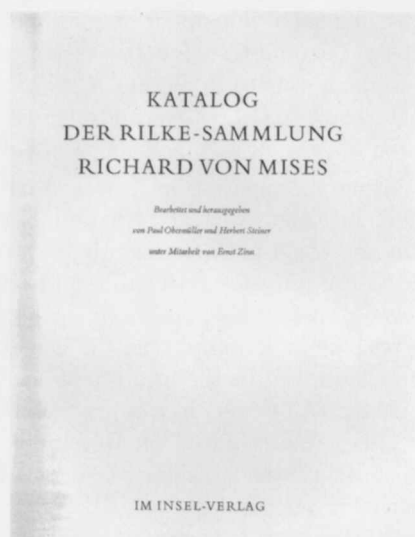 KATALOG
DER RILKE-SAMMLUNG
RICHARD VON MISES
Bearbeitet und herausgegeben
von Paul Obermüller und Herbert Steiner
unter Mitarbeit von Ernst Zinn
IM INSEL-VERLAG